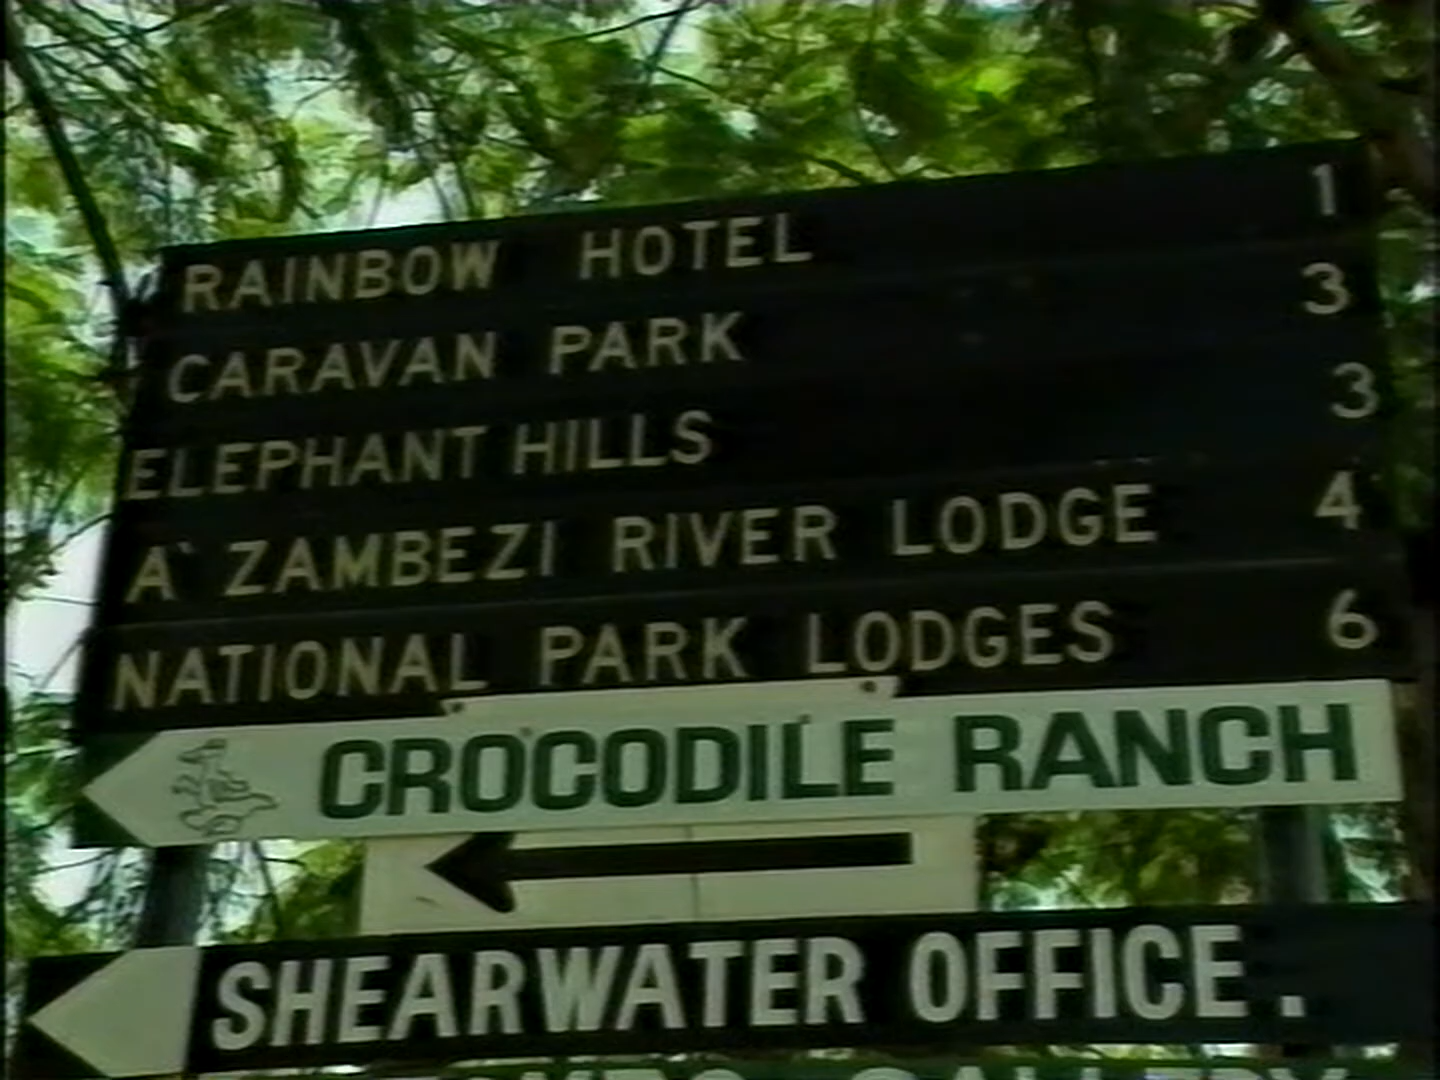 RAINBOW HOTEL 1
CARAVAN PARK 3
ELEPHANT HILLS 3
A' ZAMBEZI RIVER LODGE 4
NATIONAL PARK LODGES 6
CROCODILE RANCH
SHEARWATER OFFICE.
GALLERY